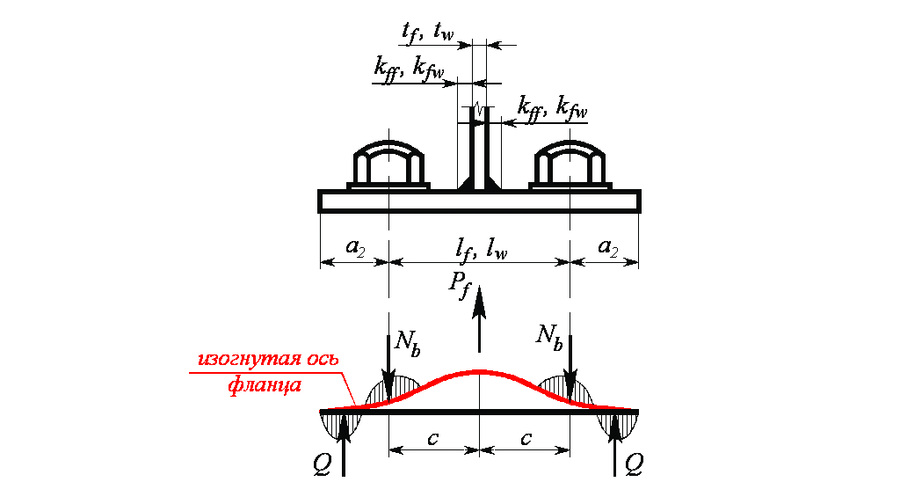 t_f, t_w
k_ff, k_fw
k_ff, k_fw
a_2
l_f, l_w
a_2
P_f
N_b
N_b
изогнутая ось
фланца
c
c
Q
Q